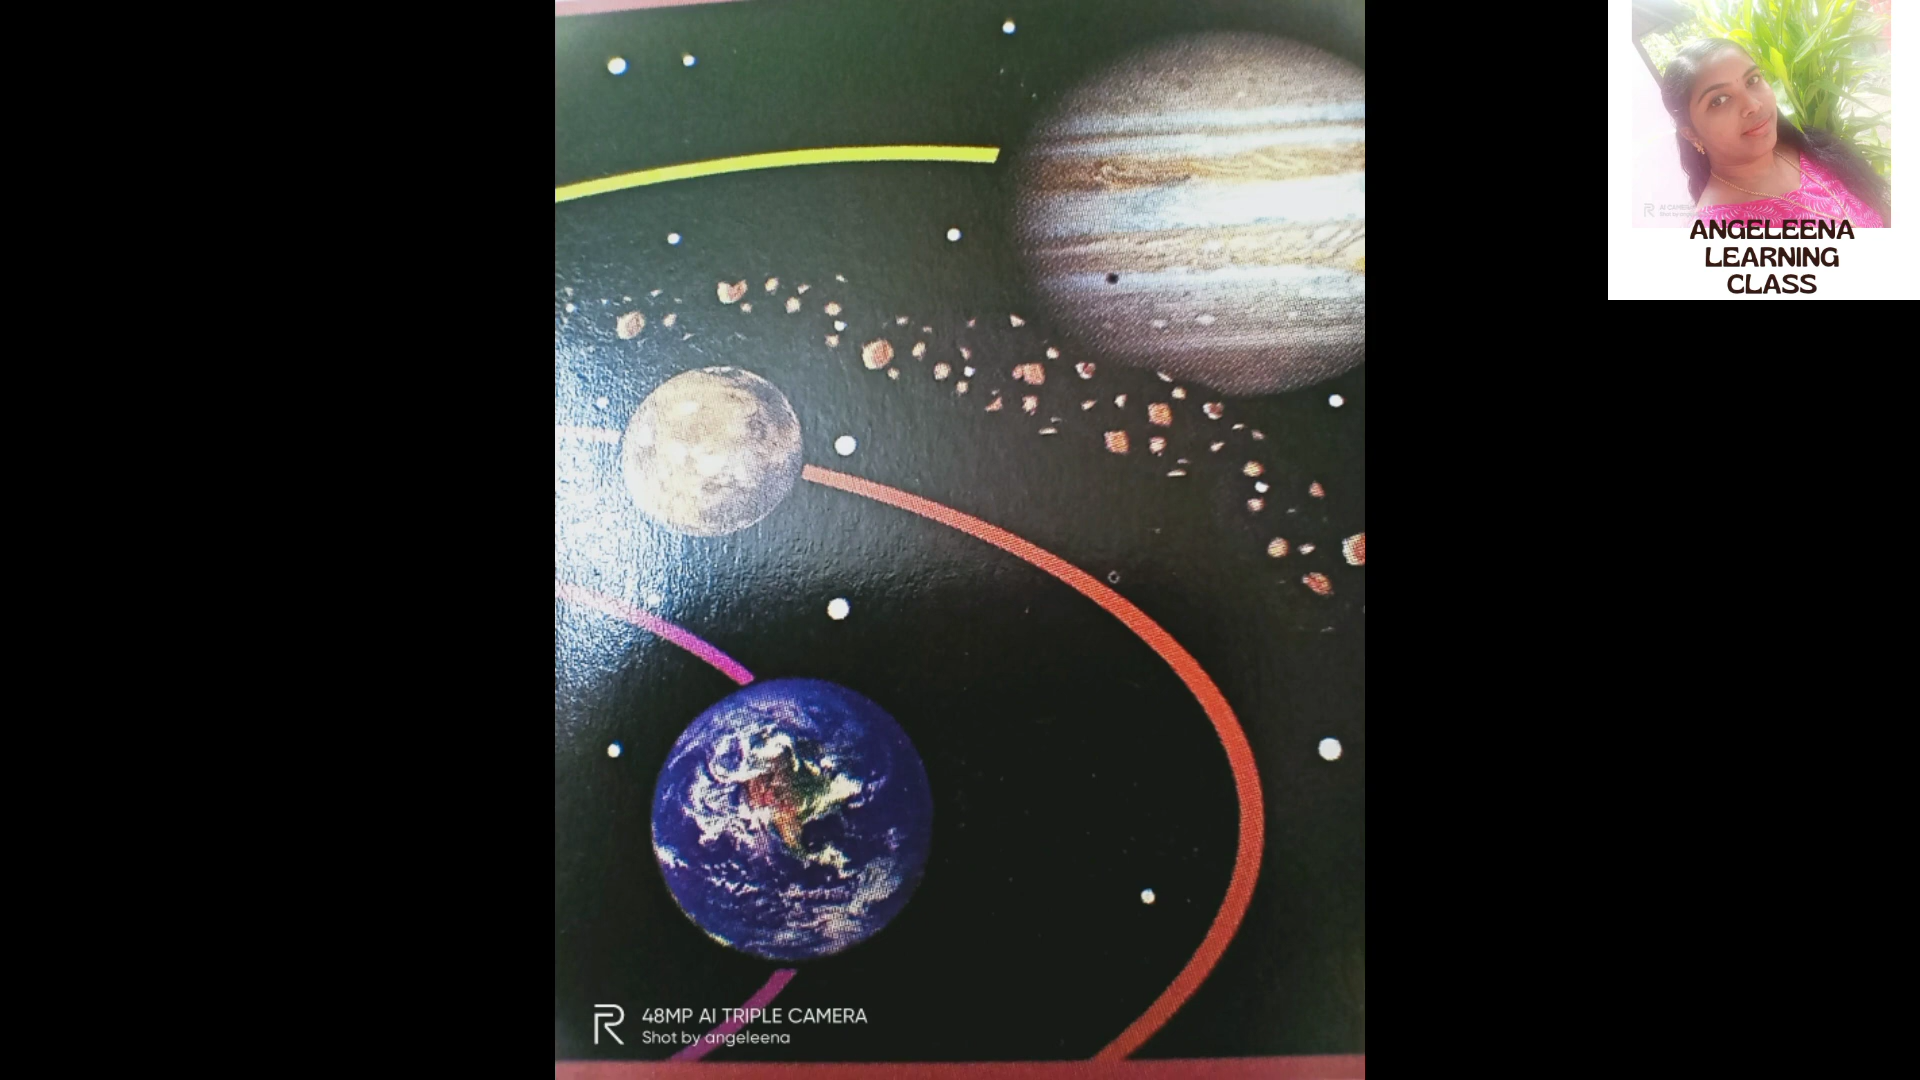 ANGELEENA
LEARNING
CLASS
48MP AI TRIPLE CAMERA
Shot by angeleena